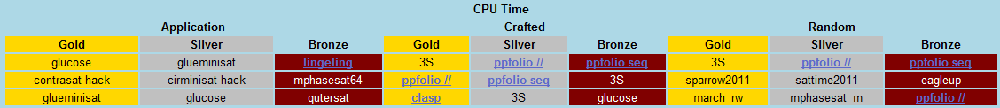 CPU Time
Application Crafted Random
Gold Silver Bronze Gold Silver Bronze Gold Silver Bronze
glucose glueminisat lingeling 3S ppfolio // ppfolio seq 3S ppfolio // ppfolio seq
contrasat hack cirminisat hack mphasesat64 ppfolio // ppfolio seq 3S sparrow2011 sattime2011 eagleup
glueminisat glucose qutersat clasp 3S glucose march_rw mphasesat_m ppfolio //